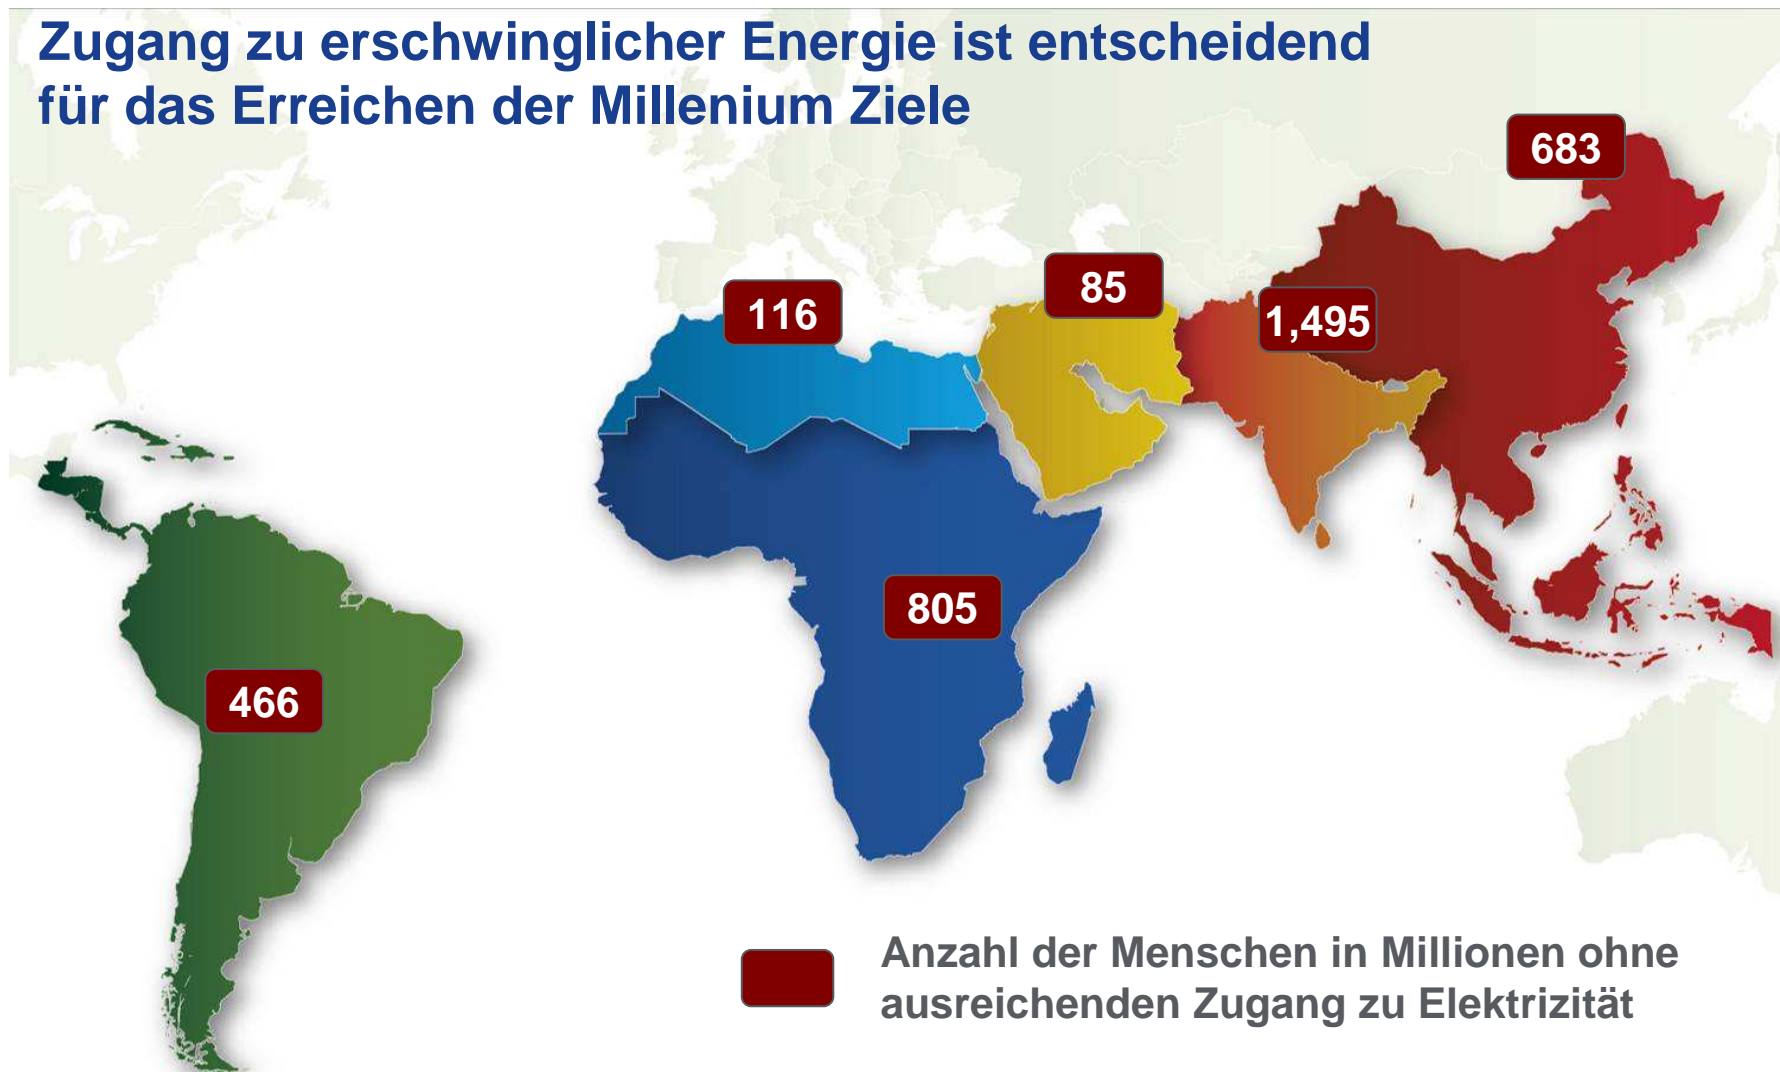 Zugang zu erschwinglicher Energie ist entscheidend
für das Erreichen der Millenium Ziele
683
85
116
1,495
805
466
Anzahl der Menschen in Millionen ohne
ausreichenden Zugang zu Elektrizität